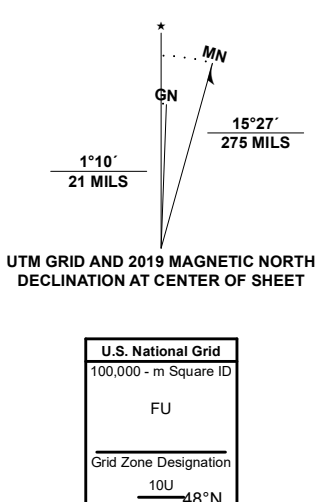 ★
MN
GN
15°27´
275 MILS
1°10´
21 MILS
UTM GRID AND 2019 MAGNETIC NORTH
DECLINATION AT CENTER OF SHEET
U.S. National Grid
100,000 - m Square ID
FU
Grid Zone Designation
10U
48°N